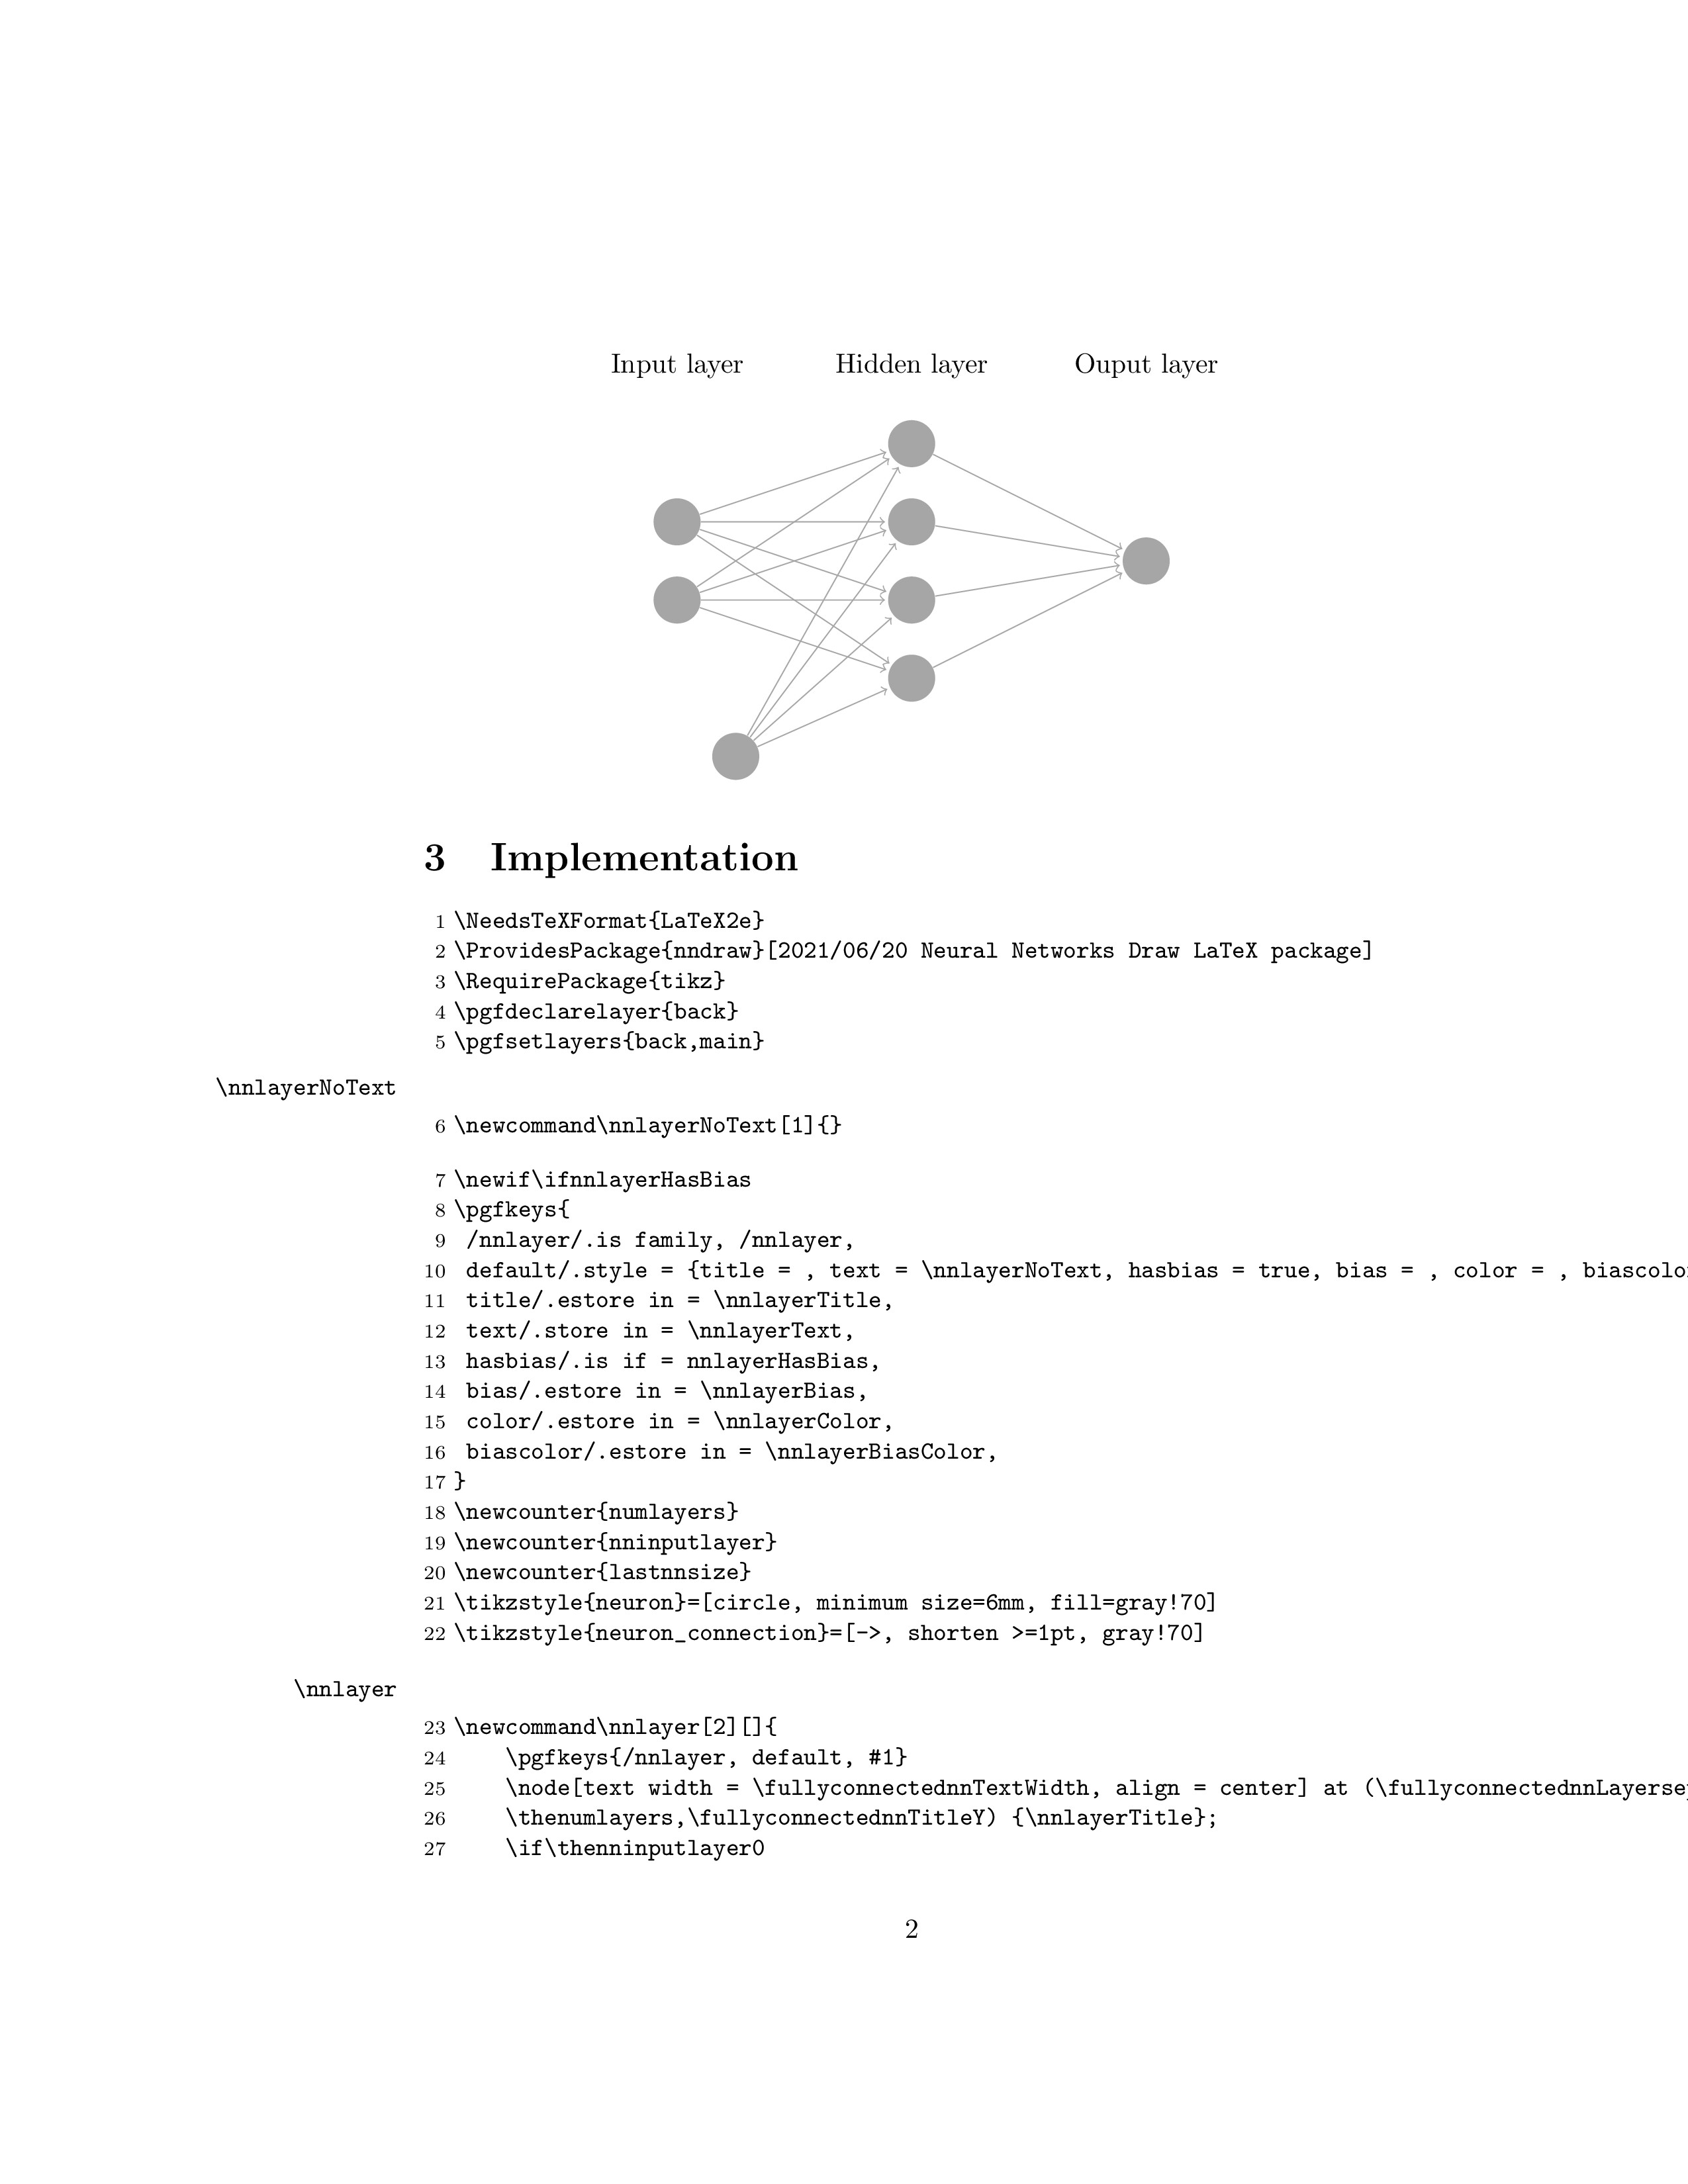 Input layer Hidden layer Ouput layer
3 Implementation
1 \NeedsTeXFormat{LaTeX2e}
2 \ProvidesPackage{nndraw}[2021/06/20 Neural Networks Draw LaTeX package]
3 \RequirePackage{tikz}
4 \pgfdeclarelayer{back}
5 \pgfsetlayers{back,main}
\nnlayerNoText
6 \newcommand\nnlayerNoText[1]{}
7 \newif\ifnnlayerHasBias
8 \pgfkeys{
9 /nnlayer/.is family, /nnlayer,
10 default/.style = {title = , text = \nnlayerNoText, hasbias = true, bias = , color = , biascolor
11 title/.estore in = \nnlayerTitle,
12 text/.store in = \nnlayerText,
13 hasbias/.is if = nnlayerHasBias,
14 bias/.estore in = \nnlayerBias,
15 color/.estore in = \nnlayerColor,
16 biascolor/.estore in = \nnlayerBiasColor,
17 }
18 \newcounter{numlayers}
19 \newcounter{nninputlayer}
20 \newcounter{lastnnsize}
21 \tikzstyle{neuron}=[circle, minimum size=6mm, fill=gray!70]
22 \tikzstyle{neuron_connection}=[->, shorten >=1pt, gray!70]
\nnlayer
23 \newcommand\nnlayer[2][]{
24 \pgfkeys{/nnlayer, default, #1}
25 \node[text width = \fullyconnectednnTextWidth, align = center] at (\fullyconnectednnLayersep
26 \thenumlayers,\fullyconnectednnTitleY) {\nnlayerTitle};
27 \if\thenninputlayer0
2